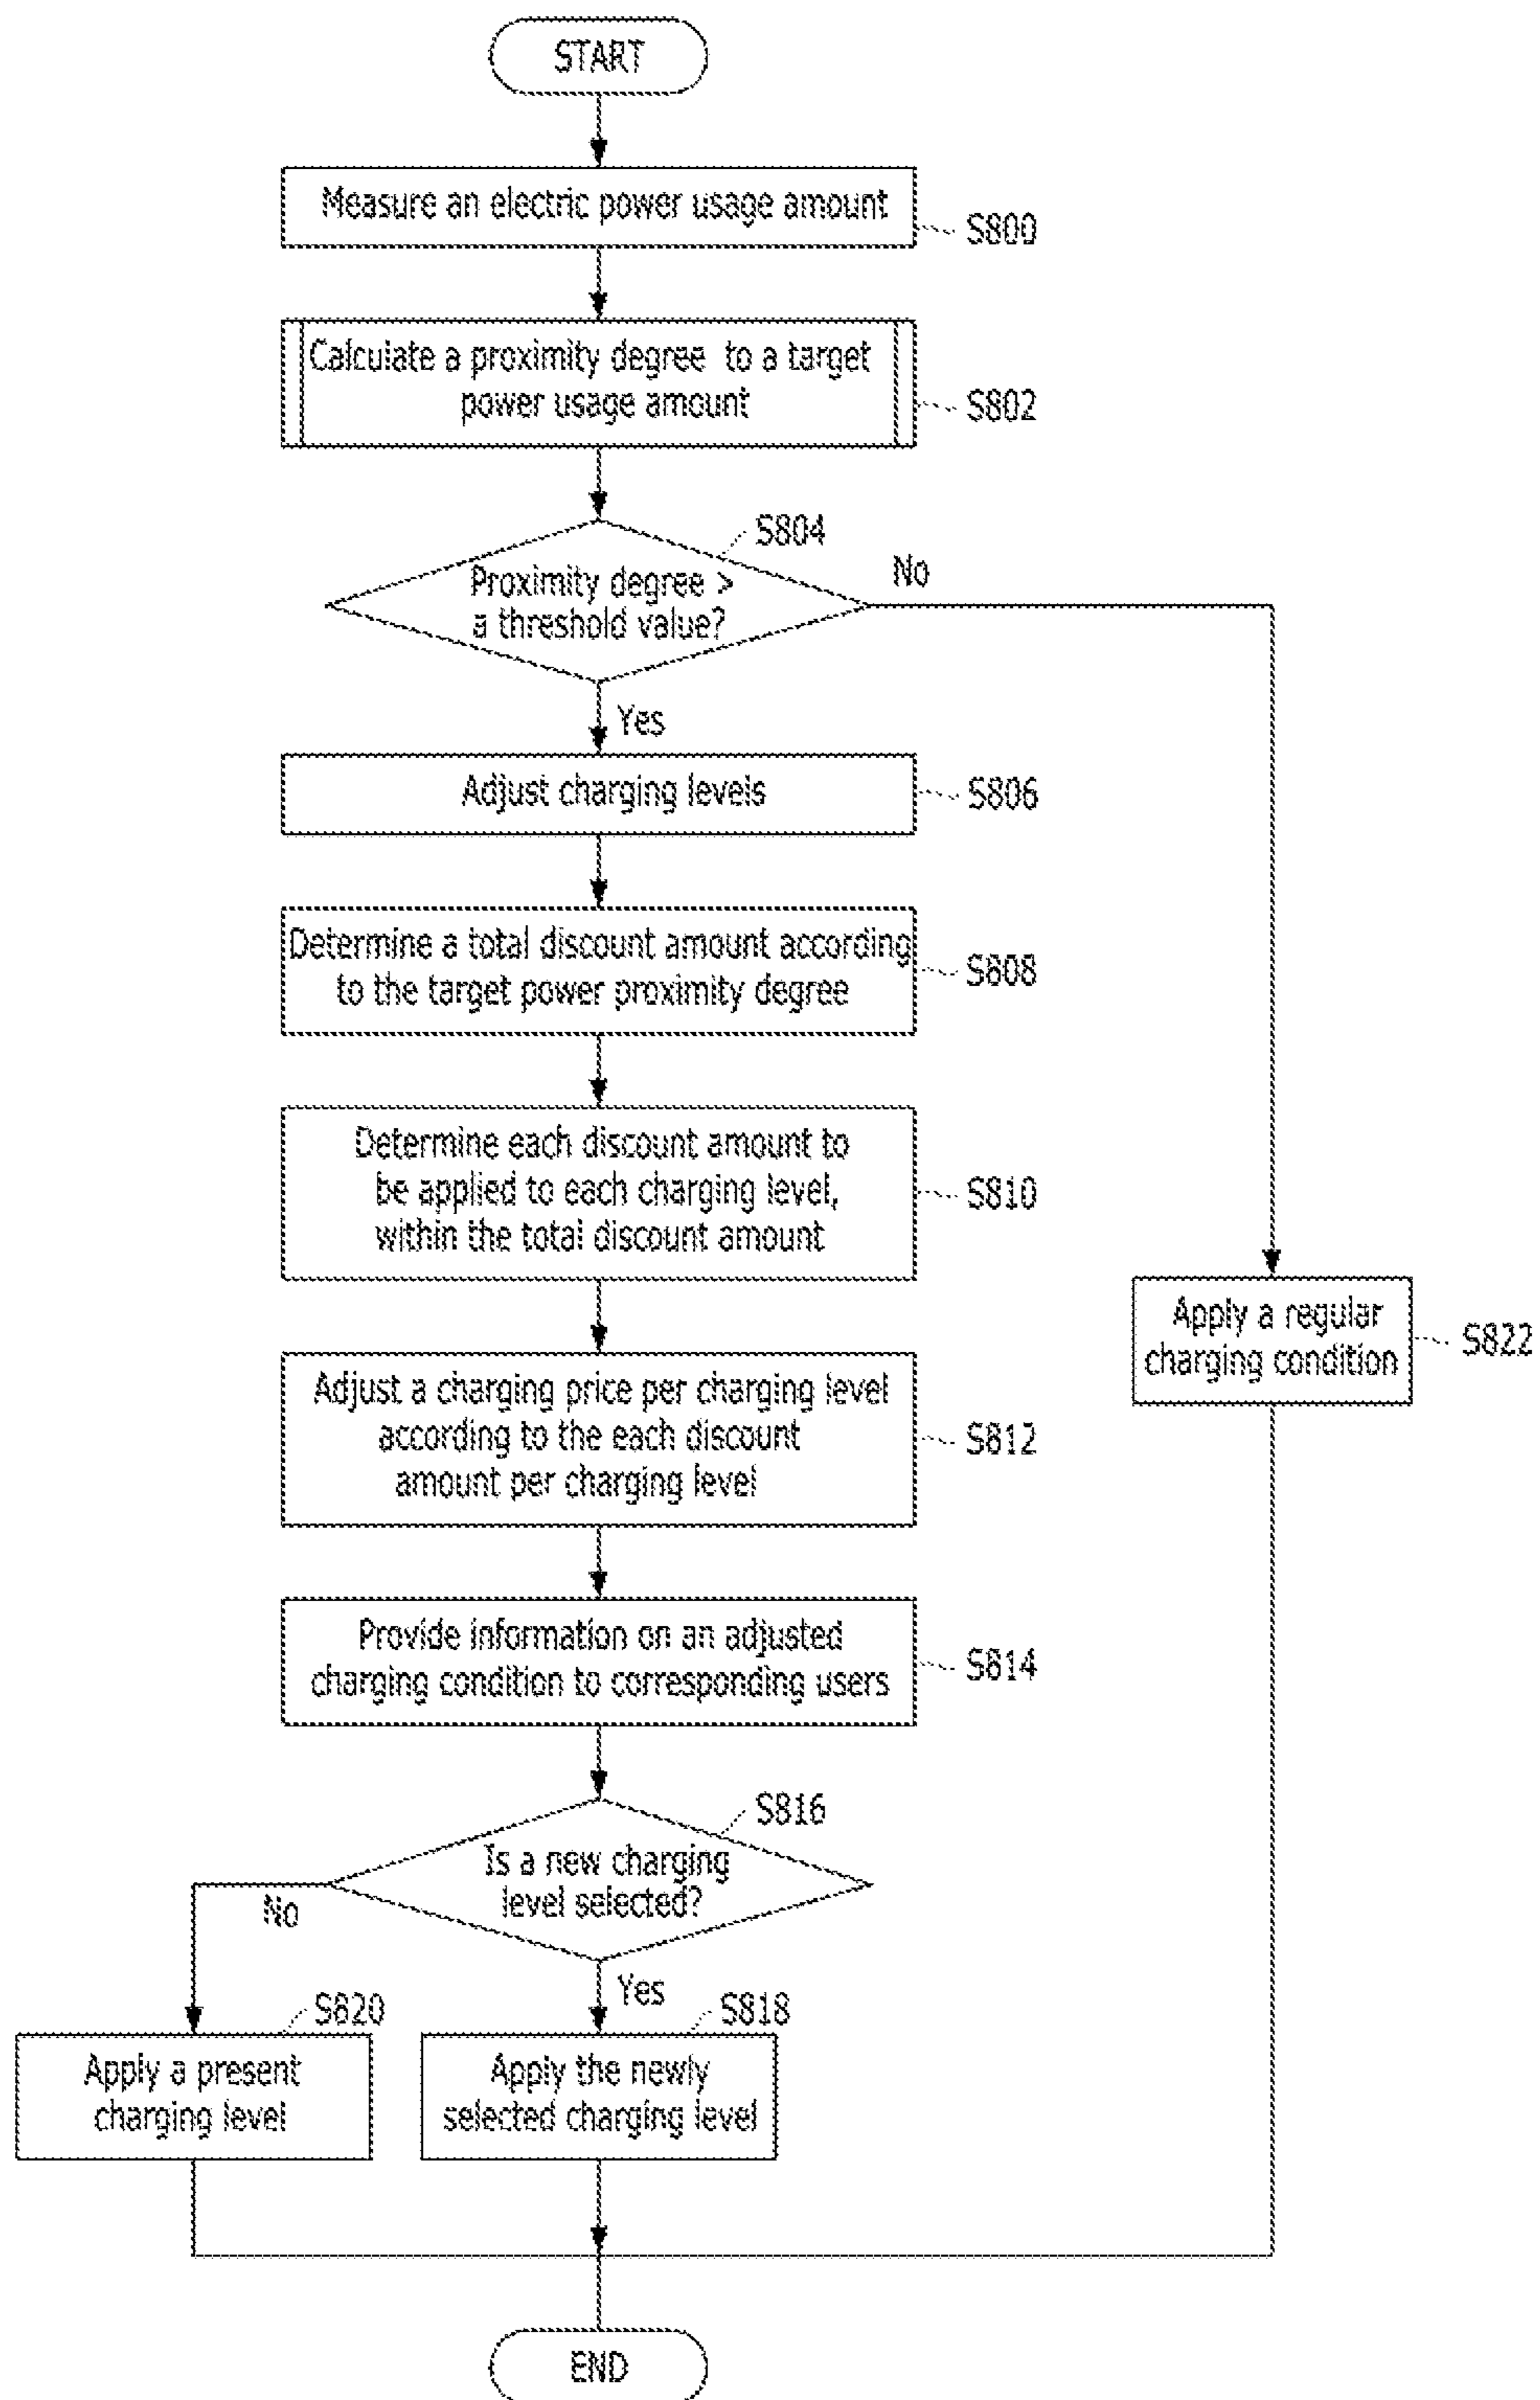 START
Measure an electric power usage amount
S800
Calculate a proximity degree to a target
power usage amount
S802
S804
Proximity degree >
a threshold value?
No
Yes
Adjust charging levels
S806
Determine a total discount amount according
to the target power proximity degree
S808
Determine each discount amount to
be applied to each charging level,
within the total discount amount
S810
Apply a regular
charging condition
S822
Adjust a charging price per charging level
according to the each discount
amount per charging level
S812
Provide information on an adjusted
charging condition to corresponding users
S814
S816
Is a new charging
level selected?
No
Yes
S820
S818
Apply a present
charging level
Apply the newly
selected charging level
END